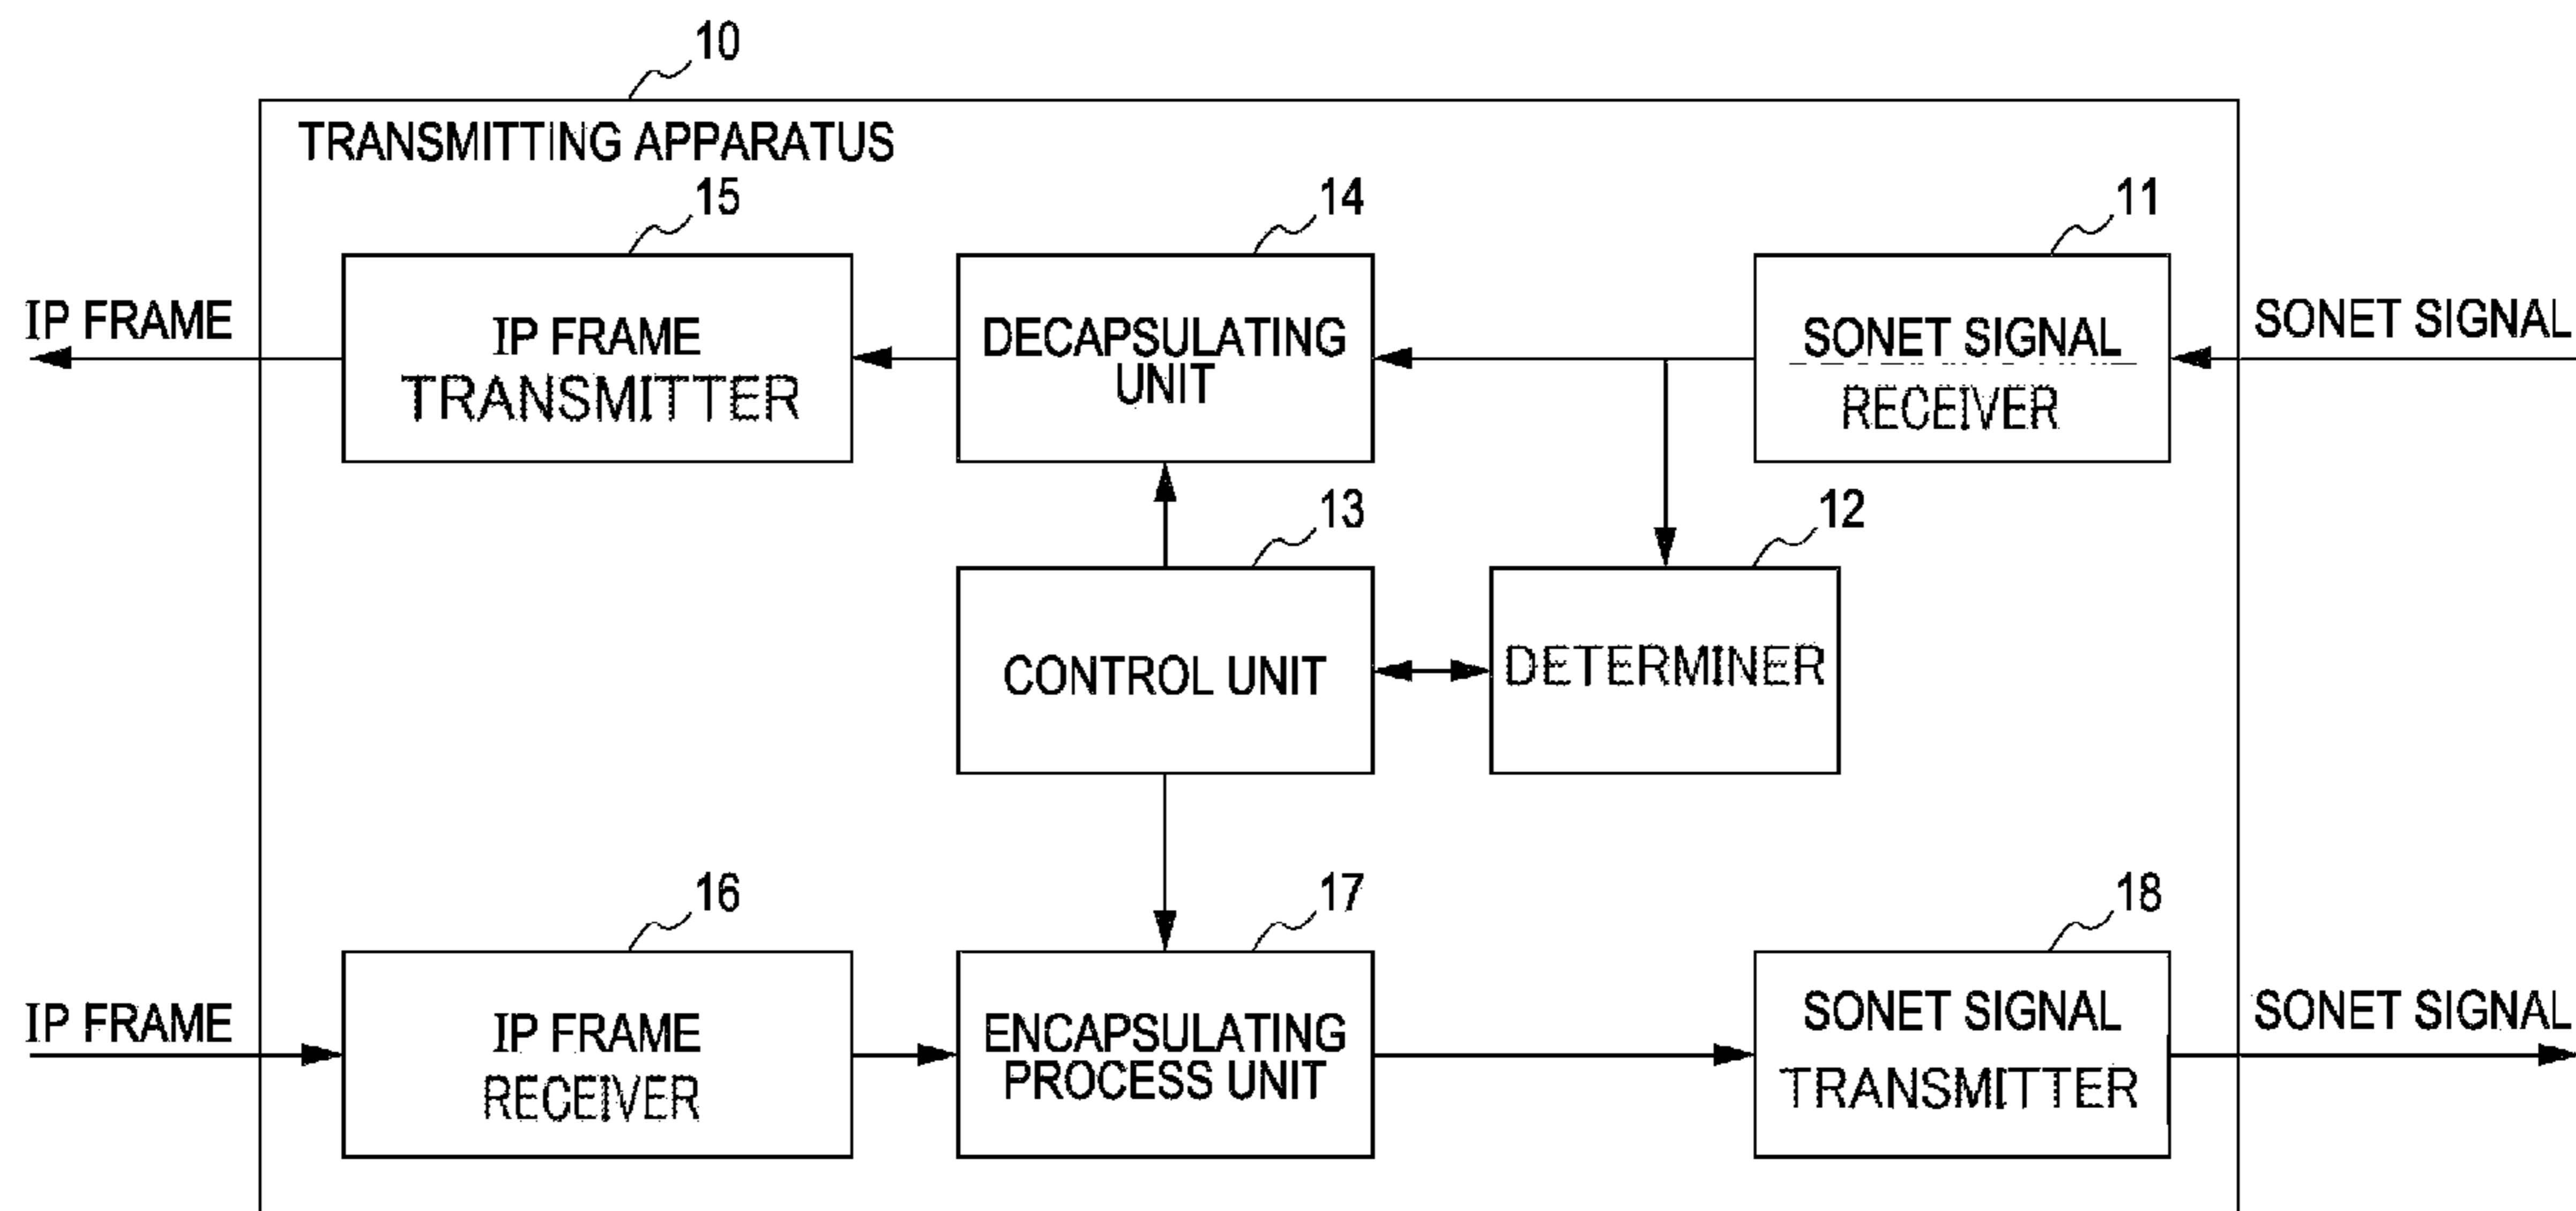 10
TRANSMITTING APPARATUS
15
14
11
IP FRAME
IP FRAME
TRANSMITTER
DECAPSULATING
UNIT
SONET SIGNAL
RECEIVER
SONET SIGNAL
13
12
CONTROL UNIT
DETERMINER
16
17
18
IP FRAME
IP FRAME
RECEIVER
ENCAPSULATING
PROCESS UNIT
SONET SIGNAL
TRANSMITTER
SONET SIGNAL